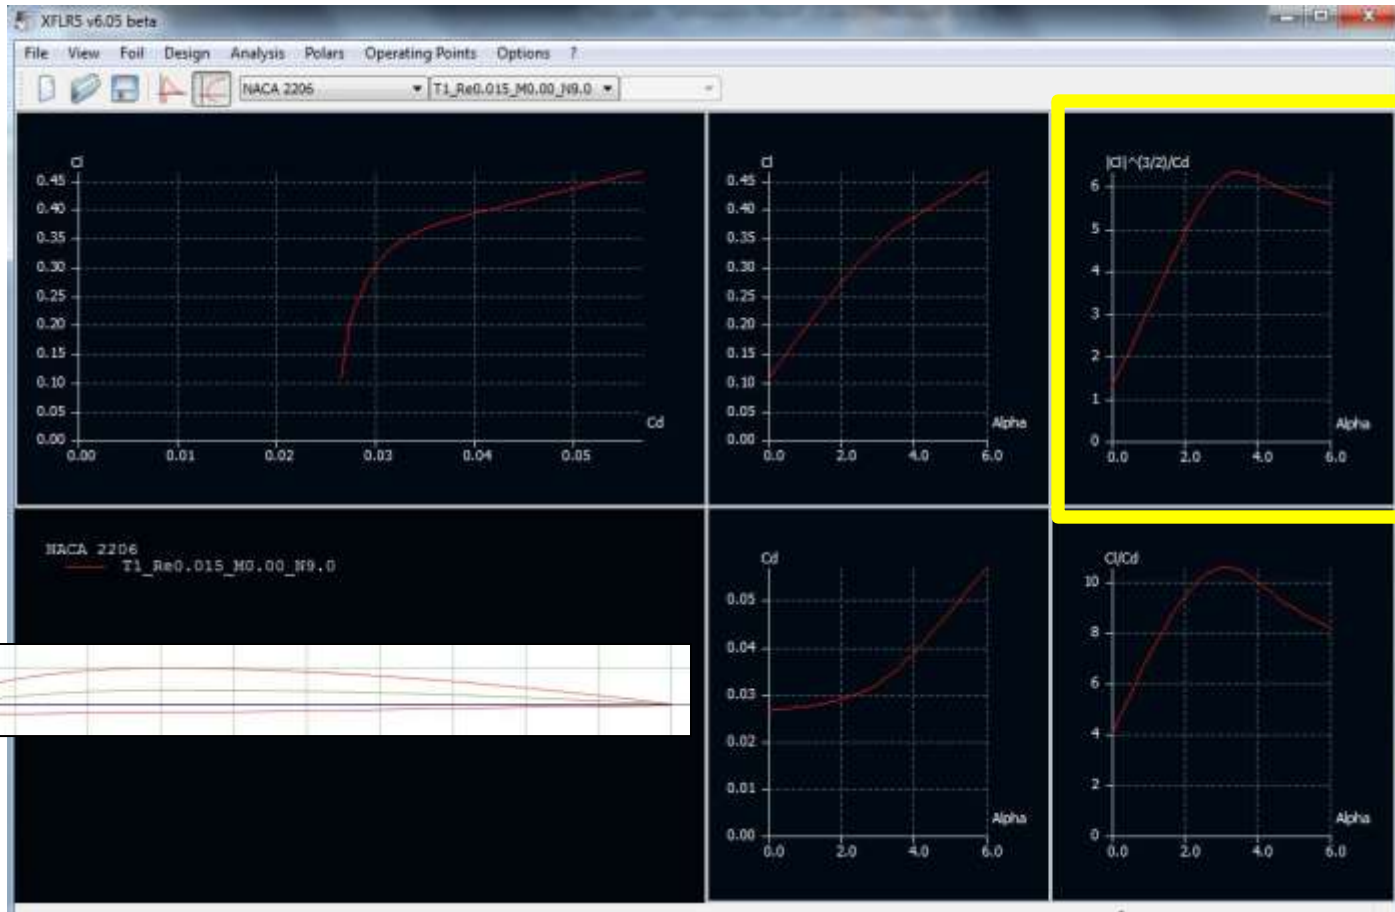 XFLR5 v6.05 beta
File View Foil Design Analysis Polars Operating Points Options ?
NACA 2206 T1_Re0.015_M0.00_N9.0
Cl
0.45
0.40
0.35
0.30
0.25
0.20
0.15
0.10
0.05
0.00
Cd
0.00 0.01 0.02 0.03 0.04 0.05
Cl
0.45
0.40
0.35
0.30
0.25
0.20
0.15
0.10
0.05
0.00
Alpha
0.0 2.0 4.0 6.0
|Cl|^(3/2)/Cd
6
5
4
3
2
1
0
Alpha
0.0 2.0 4.0 6.0
NACA 2206
T1_Re0.015_M0.00_N9.0
Cd
0.05
0.04
0.03
0.02
0.01
0.00
Alpha
0.0 2.0 4.0 6.0
Cl/Cd
10
8
6
4
2
0
Alpha
0.0 2.0 4.0 6.0